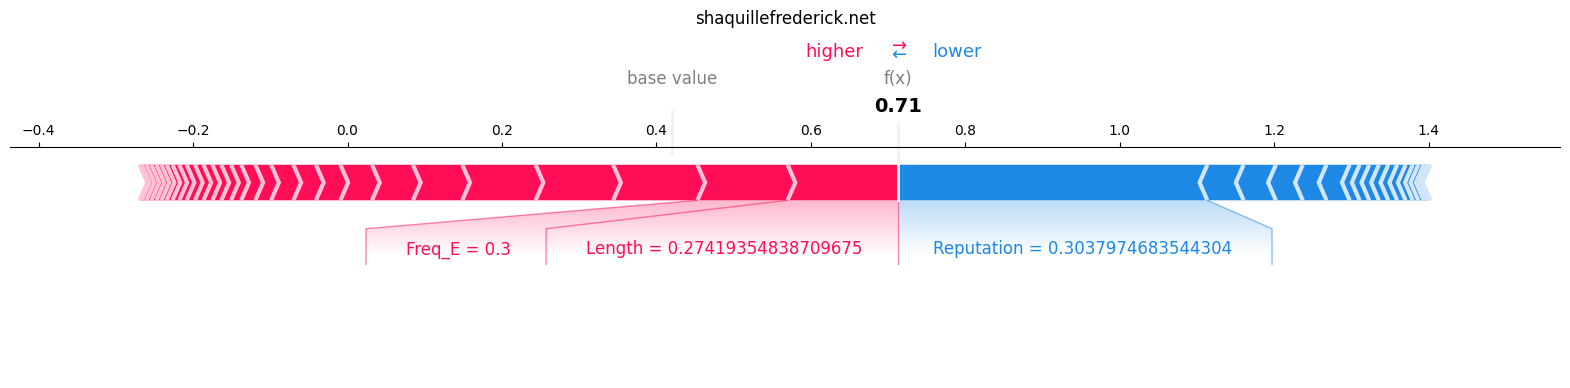 shaquillefrederick.net
higher ⇄ lower
base value f(x)
0.71
−0.4 −0.2 0.0 0.2 0.4 0.6 0.8 1.0 1.2 1.4
Freq_E = 0.3 Length = 0.27419354838709675 Reputation = 0.3037974683544304